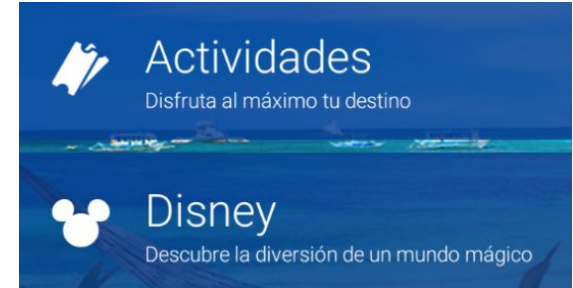 Actividades
Disfruta al máximo tu destino
Disney
Descubre la diversión de un mundo mágico